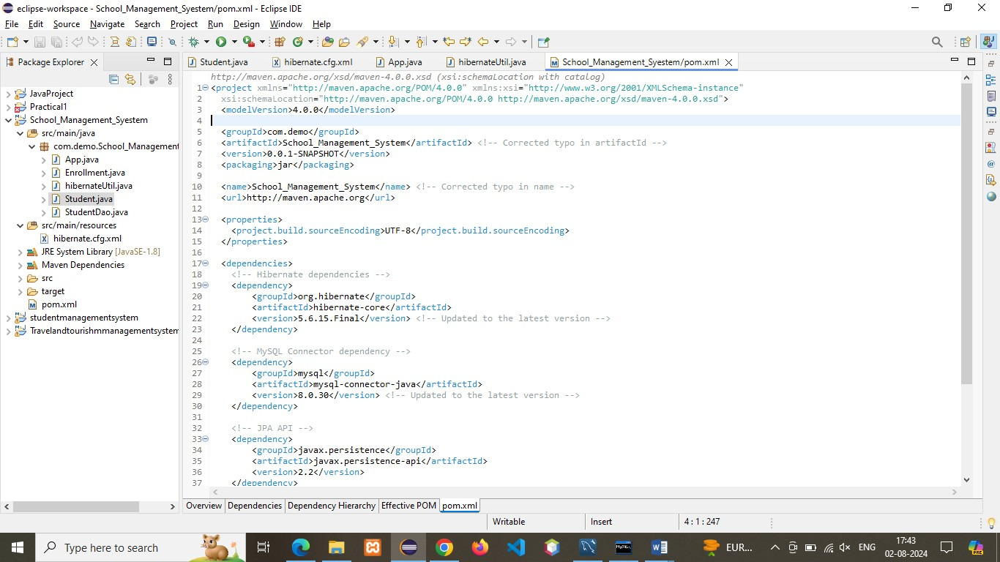 eclipse-workspace - School_Management_Syestem/pom.xml - Eclipse IDE
File Edit Source Navigate Search Project Run Design Window Help
Package Explorer
JavaProject
Practical1
School_Management_Syestem
src/main/java
com.demo.School_Management
App.java
Enrollment.java
hibernateUtil.java
Student.java
StudentDao.java
src/main/resources
hibernate.cfg.xml
JRE System Library [JavaSE-1.8]
Maven Dependencies
src
target
pom.xml
studentmanagementsystem
Travelandtourishmmanagementsystem
Student.java hibernate.cfg.xml App.java hibernateUtil.java School_Management_Syestem/pom.xml
http://maven.apache.org/xsd/maven-4.0.0.xsd (xsi:schemaLocation with catalog)
1 <project xmlns="http://maven.apache.org/POM/4.0.0" xmlns:xsi="http://www.w3.org/2001/XMLSchema-instance"
2 xsi:schemaLocation="http://maven.apache.org/POM/4.0.0 http://maven.apache.org/xsd/maven-4.0.0.xsd">
3 <modelVersion>4.0.0</modelVersion>
4
5 <groupId>com.demo</groupId>
6 <artifactId>School_Management_System</artifactId> <!-- Corrected typo in artifactId -->
7 <version>0.0.1-SNAPSHOT</version>
8 <packaging>jar</packaging>
9
10 <name>School_Management_System</name> <!-- Corrected typo in name -->
11 <url>http://maven.apache.org</url>
12
13 <properties>
14 <project.build.sourceEncoding>UTF-8</project.build.sourceEncoding>
15 </properties>
16
17 <dependencies>
18 <!-- Hibernate dependencies -->
19 <dependency>
20 <groupId>org.hibernate</groupId>
21 <artifactId>hibernate-core</artifactId>
22 <version>5.6.15.Final</version> <!-- Updated to the latest version -->
23 </dependency>
24
25 <!-- MySQL Connector dependency -->
26 <dependency>
27 <groupId>mysql</groupId>
28 <artifactId>mysql-connector-java</artifactId>
29 <version>8.0.30</version> <!-- Updated to the latest version -->
30 </dependency>
31
32 <!-- JPA API -->
33 <dependency>
34 <groupId>javax.persistence</groupId>
35 <artifactId>javax.persistence-api</artifactId>
36 <version>2.2</version>
37 </dependency>
Overview Dependencies Dependency Hierarchy Effective POM pom.xml
Writable Insert 4 : 1 : 247
Type here to search
EUR... ENG 17:43
02-08-2024